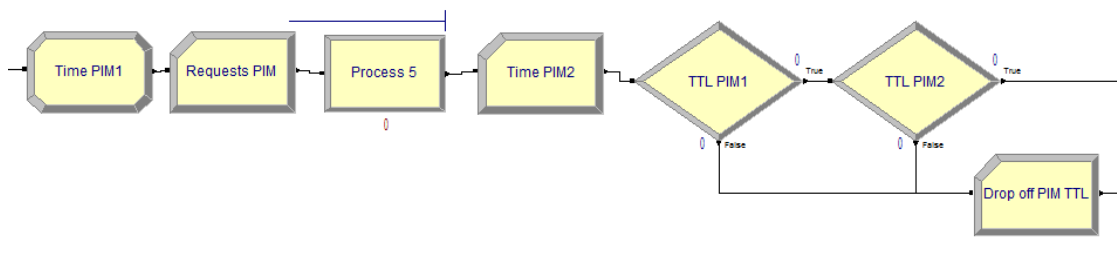 Time PIM1
Requests PIM
Process 5
0
Time PIM2
TTL PIM1
0
True
0
False
TTL PIM2
0
True
0
False
Drop off PIM TTL